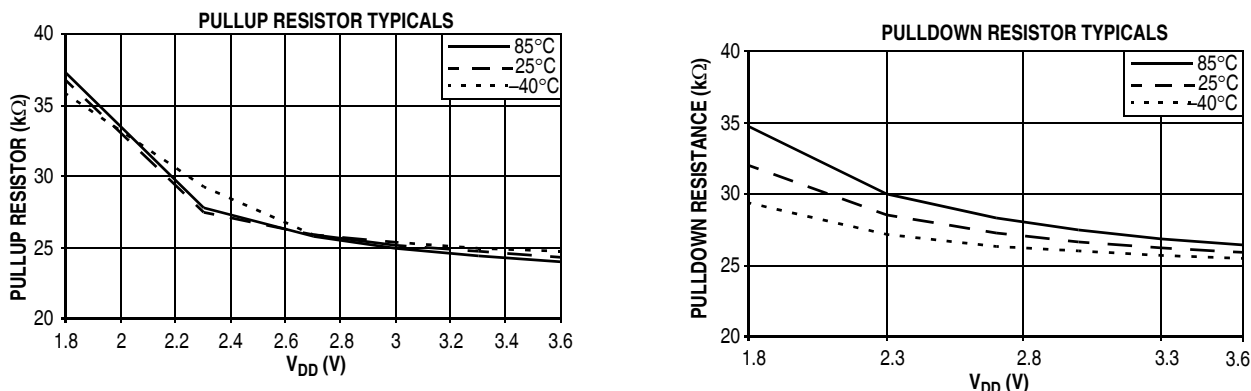 PULLUP RESISTOR TYPICALS
PULLUP RESISTOR (kΩ)
40
35
30
25
20
85°C
25°C
–40°C
1.8 2 2.2 2.4 2.6 2.8 3 3.2 3.4 3.6
VDD (V)
PULLDOWN RESISTOR TYPICALS
PULLDOWN RESISTANCE (kΩ)
40
35
30
25
20
85°C
25°C
–40°C
1.8 2.3 2.8 3.3 3.6
VDD (V)